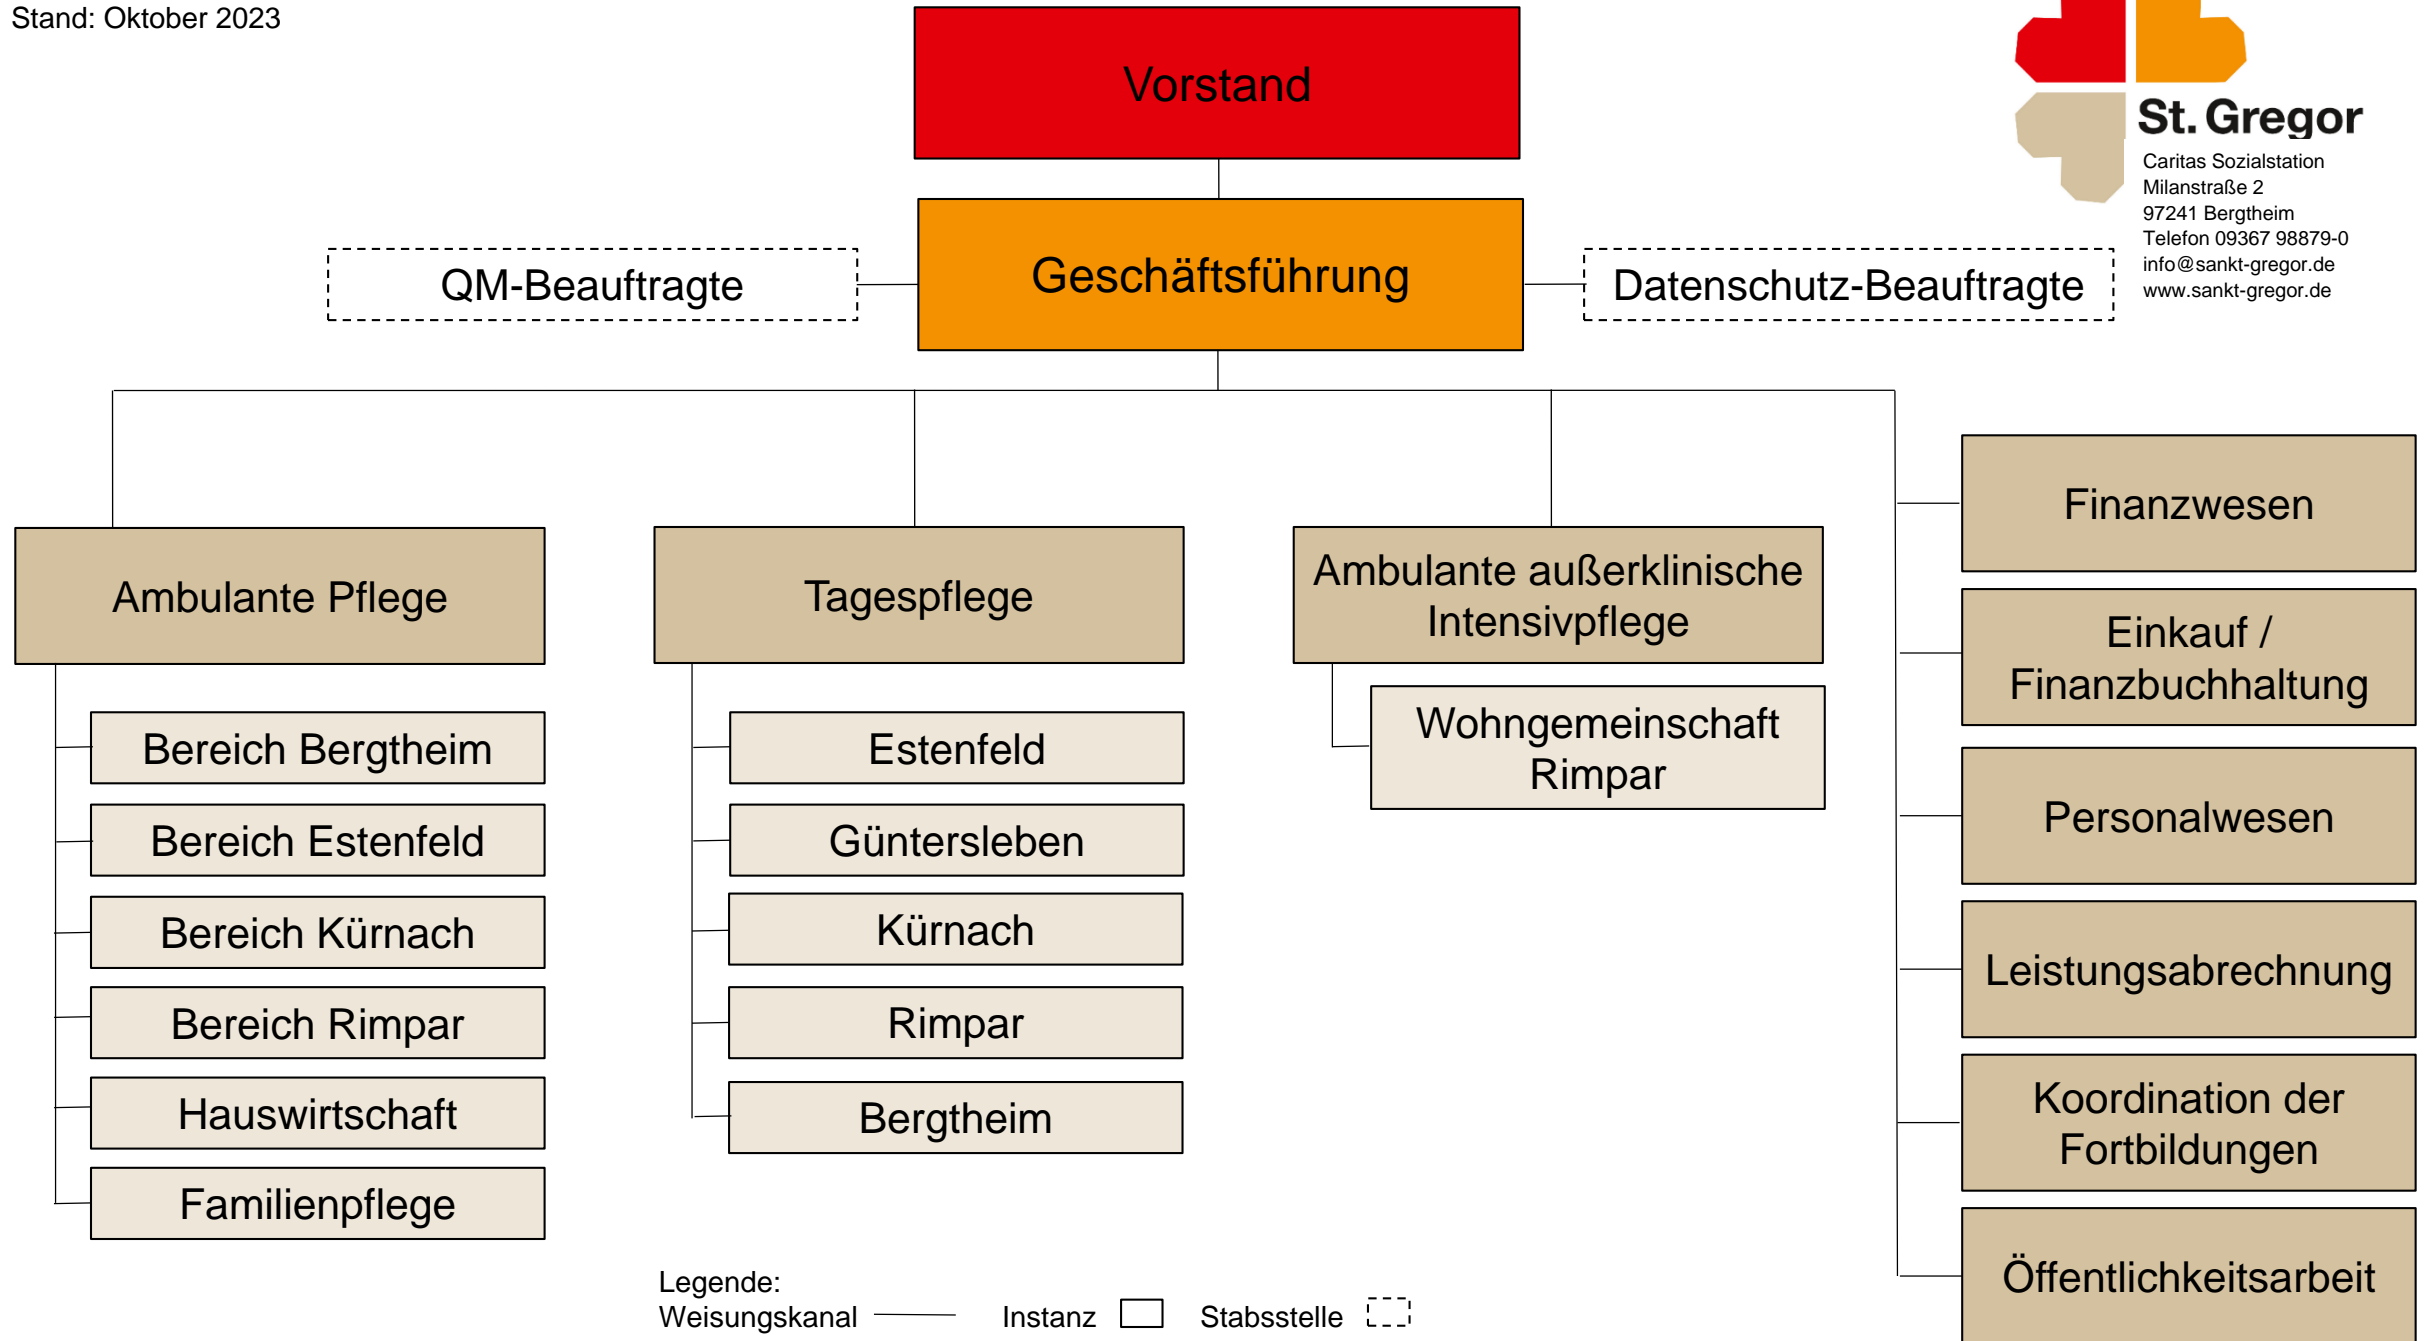 Stand: Oktober 2023
Vorstand
St. Gregor
Caritas Sozialstation
Milanstraße 2
97241 Bergtheim
Telefon 09367 98879-0
info@sankt-gregor.de
www.sankt-gregor.de
QM-Beauftragte
Geschäftsführung
Datenschutz-Beauftragte
Ambulante Pflege
Bereich Bergtheim
Bereich Estenfeld
Bereich Kürnach
Bereich Rimpar
Hauswirtschaft
Familienpflege
Tagespflege
Estenfeld
Güntersleben
Kürnach
Rimpar
Bergtheim
Ambulante außerklinische
Intensivpflege
Wohngemeinschaft
Rimpar
Finanzwesen
Einkauf /
Finanzbuchhaltung
Personalwesen
Leistungsabrechnung
Koordination der
Fortbildungen
Öffentlichkeitsarbeit
Legende:
Weisungskanal Instanz Stabsstelle